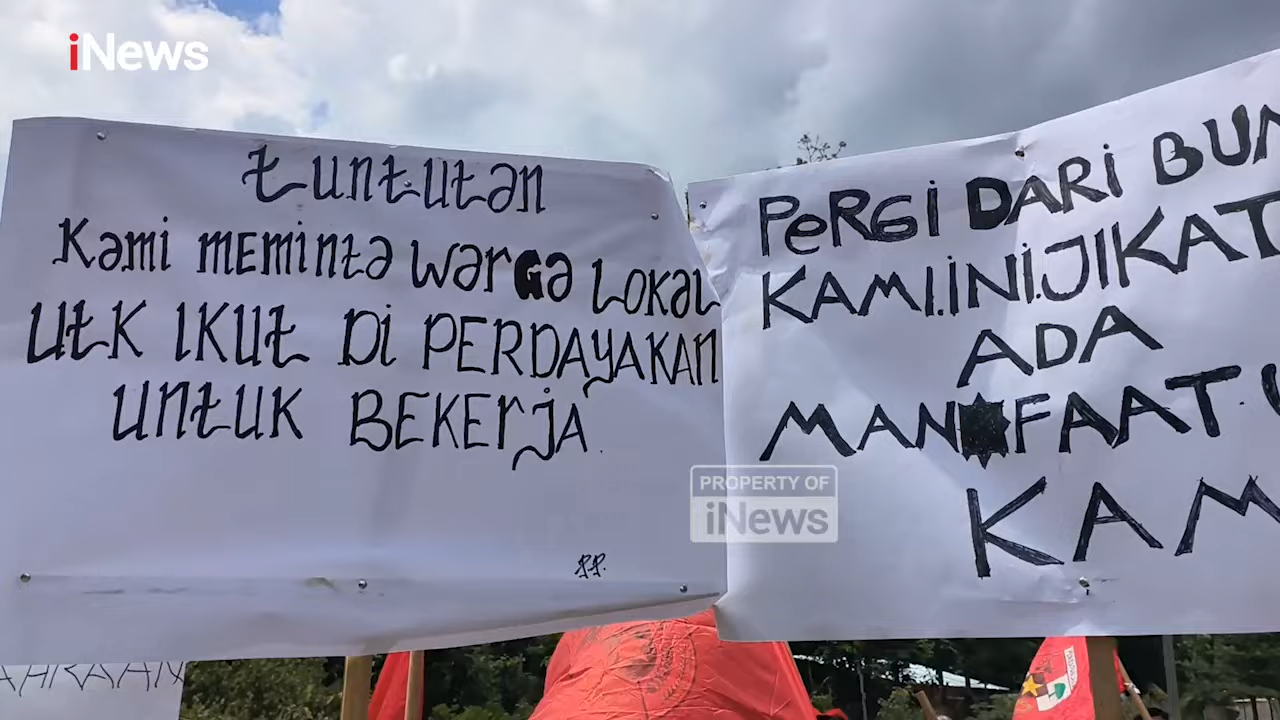 iNews
tuntutan
Kami meminta warGa LOKaL
Utk IKUt Di PERDAYAKAN
UNtUK BEKERJA.
P.P.
PeRGi DARi BUM
KAMI.iNi.JIKA T
ADA
MANFAAT. U
KAM
PROPERTY OF
iNews
AHRAAN